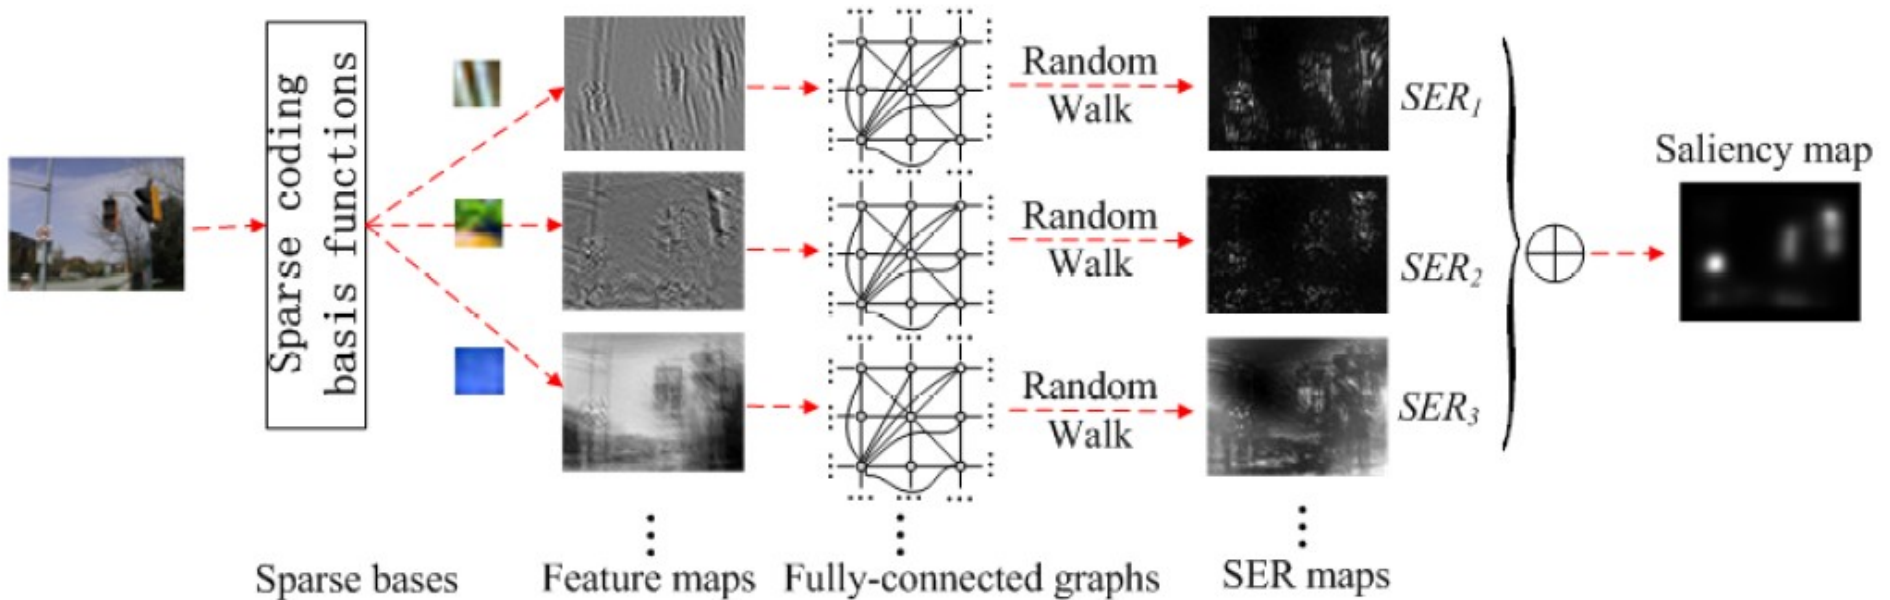 Sparse coding
basis functions
Random
Walk
SER1
Random
Walk
SER2
Random
Walk
SER3
Saliency map
Sparse bases
Feature maps
Fully-connected graphs
SER maps